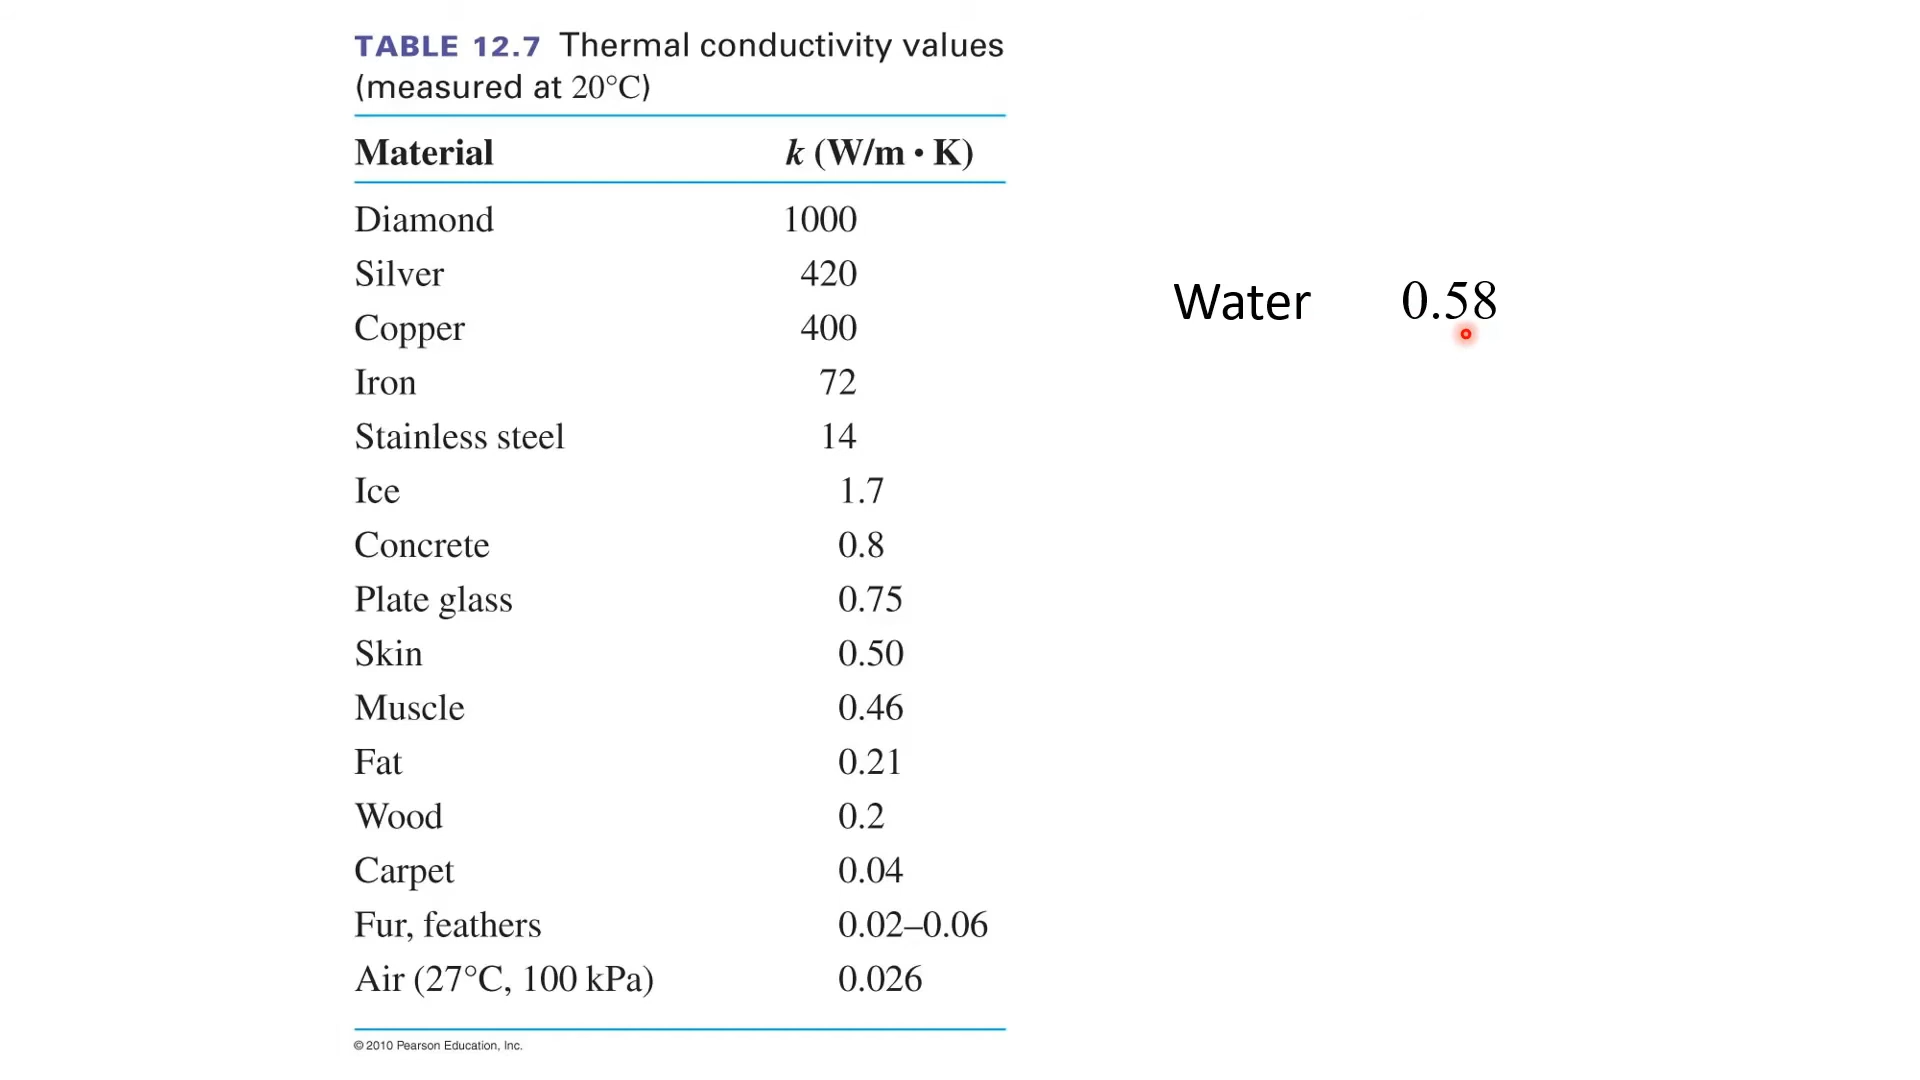 TABLE 12.7 Thermal conductivity values
(measured at 20°C)
Material k (W/m • K)
Diamond 1000
Silver 420
Copper 400
Iron 72
Stainless steel 14
Ice 1.7
Concrete 0.8
Plate glass 0.75
Skin 0.50
Muscle 0.46
Fat 0.21
Wood 0.2
Carpet 0.04
Fur, feathers 0.02–0.06
Air (27°C, 100 kPa) 0.026
© 2010 Pearson Education, Inc.
Water 0.58